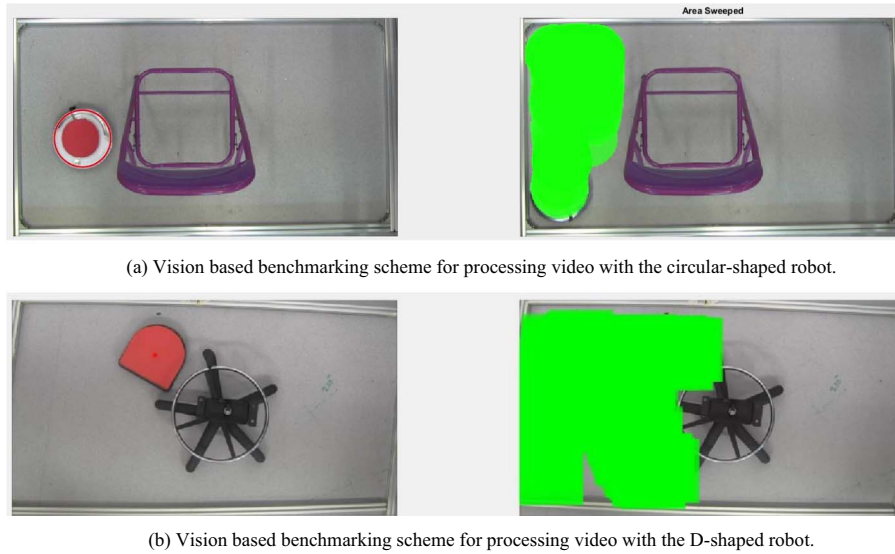 Area Sweeped
(a) Vision based benchmarking scheme for processing video with the circular-shaped robot.
(b) Vision based benchmarking scheme for processing video with the D-shaped robot.